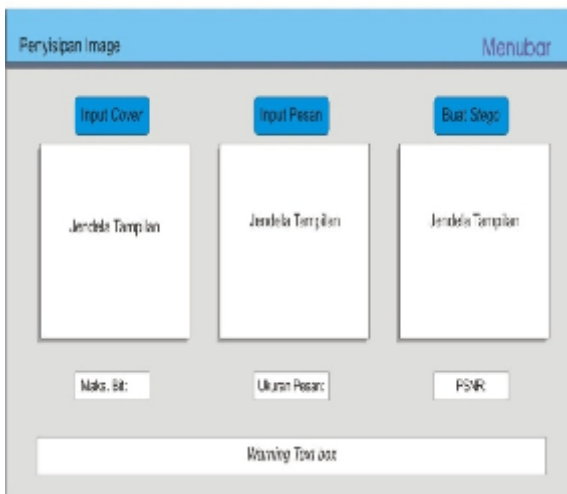 Penyisipan Image
Menubar
Input Cover
Input Pesan
Buat Stego
Jendela Tampilan
Jendela Tampilan
Jendela Tampilan
Maks. Bit:
Ukuran Pesan:
PSNR:
Warning Text box